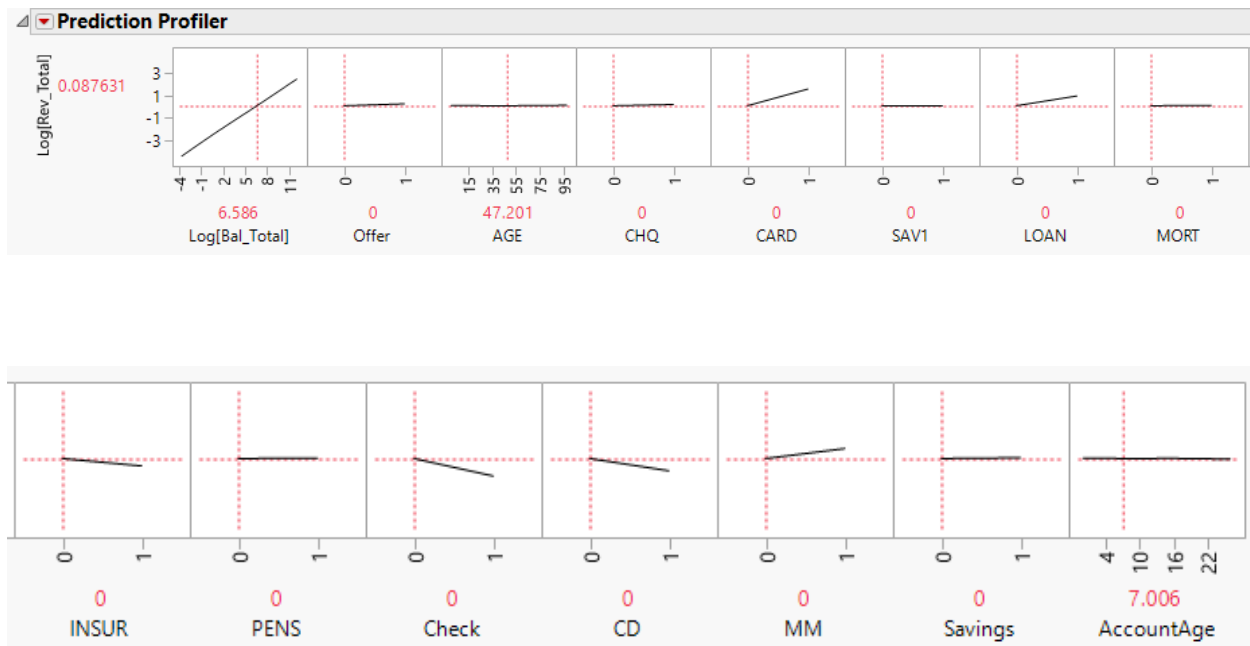 Prediction Profiler
Log[Rev_Total]
0.087631
3
1
-1
-3
-4 -1 2 5 8 11
0 1
15 35 55 75 95
0 1
0 1
0 1
0 1
0 1
6.586 0 47.201 0 0 0 0 0
Log[Bal_Total] Offer AGE CHQ CARD SAV1 LOAN MORT
0 1
0 1
0 1
0 1
0 1
0 1
4 10 16 22
0 0 0 0 0 0 7.006
INSUR PENS Check CD MM Savings AccountAge